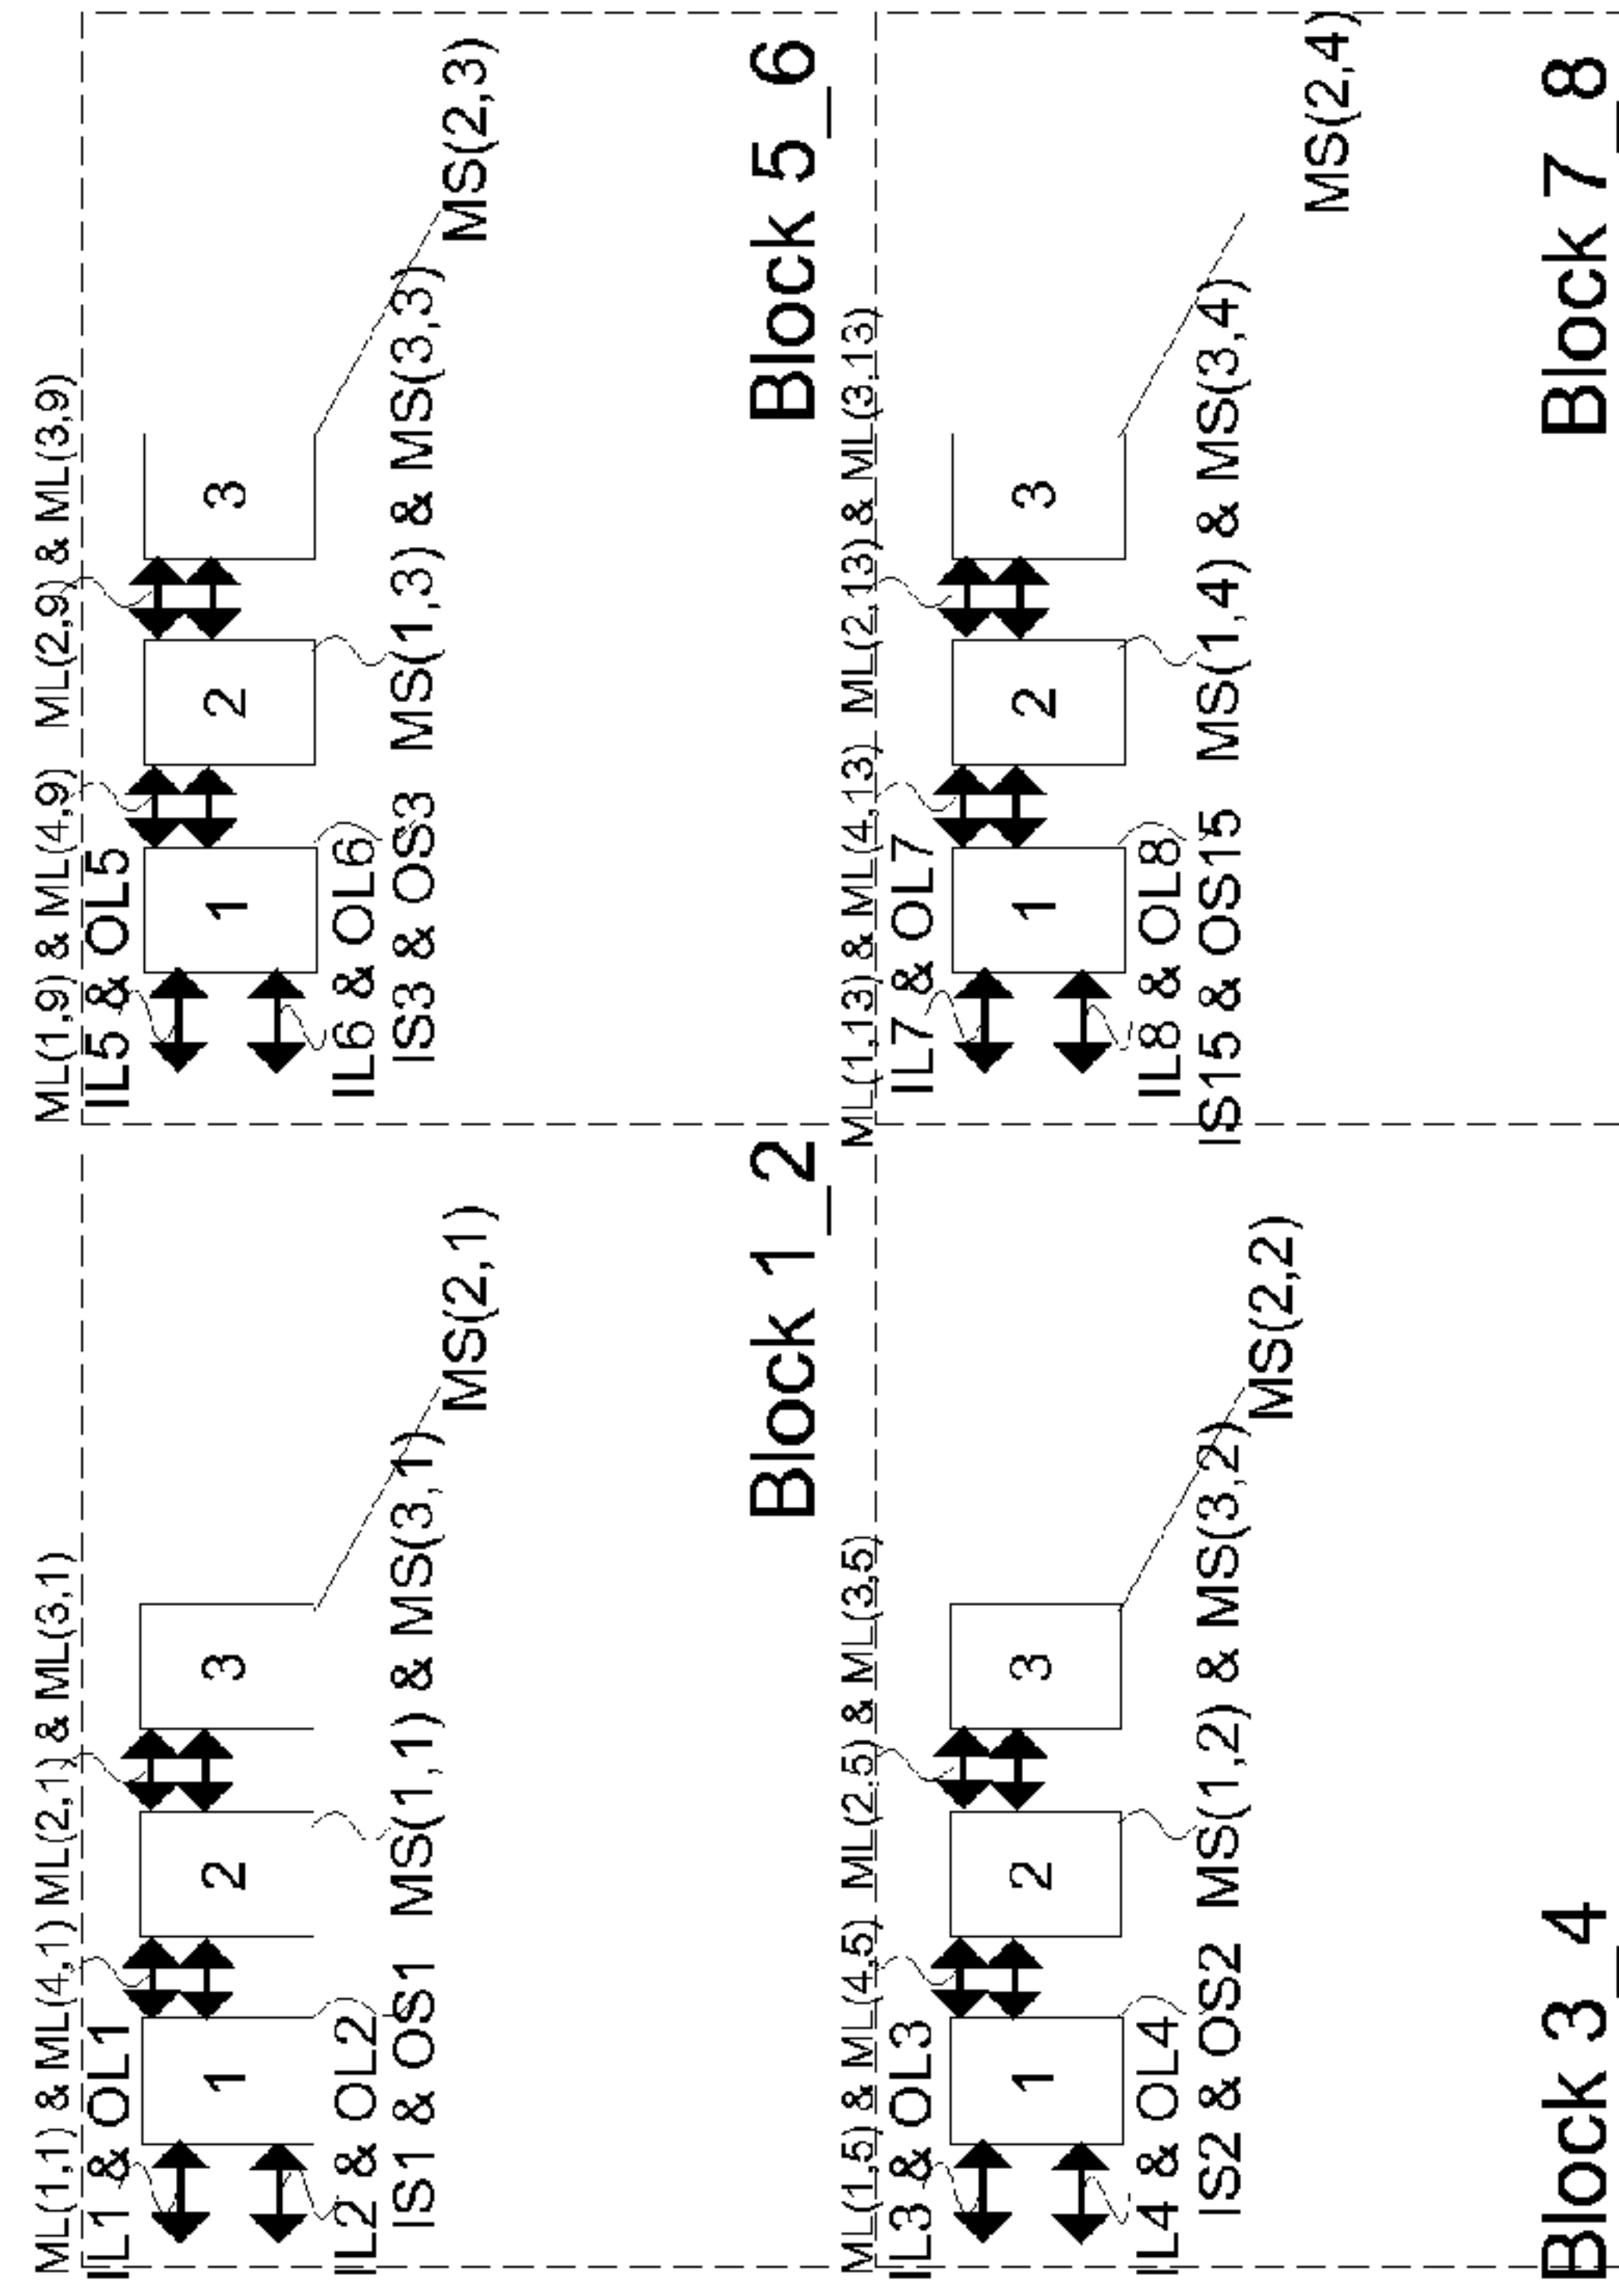 ML(1,1) & ML(4,1) ML(2,1) & ML(3,1)
IL1 & OL1
1
2
3
IL2 & OL2
IS1 & OS1 MS(1,1) & MS(3,1)
MS(2,1)
Block 1_2
ML(1,9) & ML(4,9) ML(2,9) & ML(3,9)
IL5 & OL5
1
2
3
IL6 & OL6
IS3 & OS3 MS(1,3) & MS(3,3)
MS(2,3)
Block 5_6
ML(1,5) & ML(4,5) ML(2,5) & ML(3,5)
IL3 & OL3
1
2
3
IL4 & OL4
IS2 & OS2 MS(1,2) & MS(3,2)
MS(2,2)
Block 3_4
ML(1,13) & ML(4,13) ML(2,13) & ML(3,13)
IL7 & OL7
1
2
3
IL8 & OL8
IS15 & OS15 MS(1,4) & MS(3,4)
MS(2,4)
Block 7_8